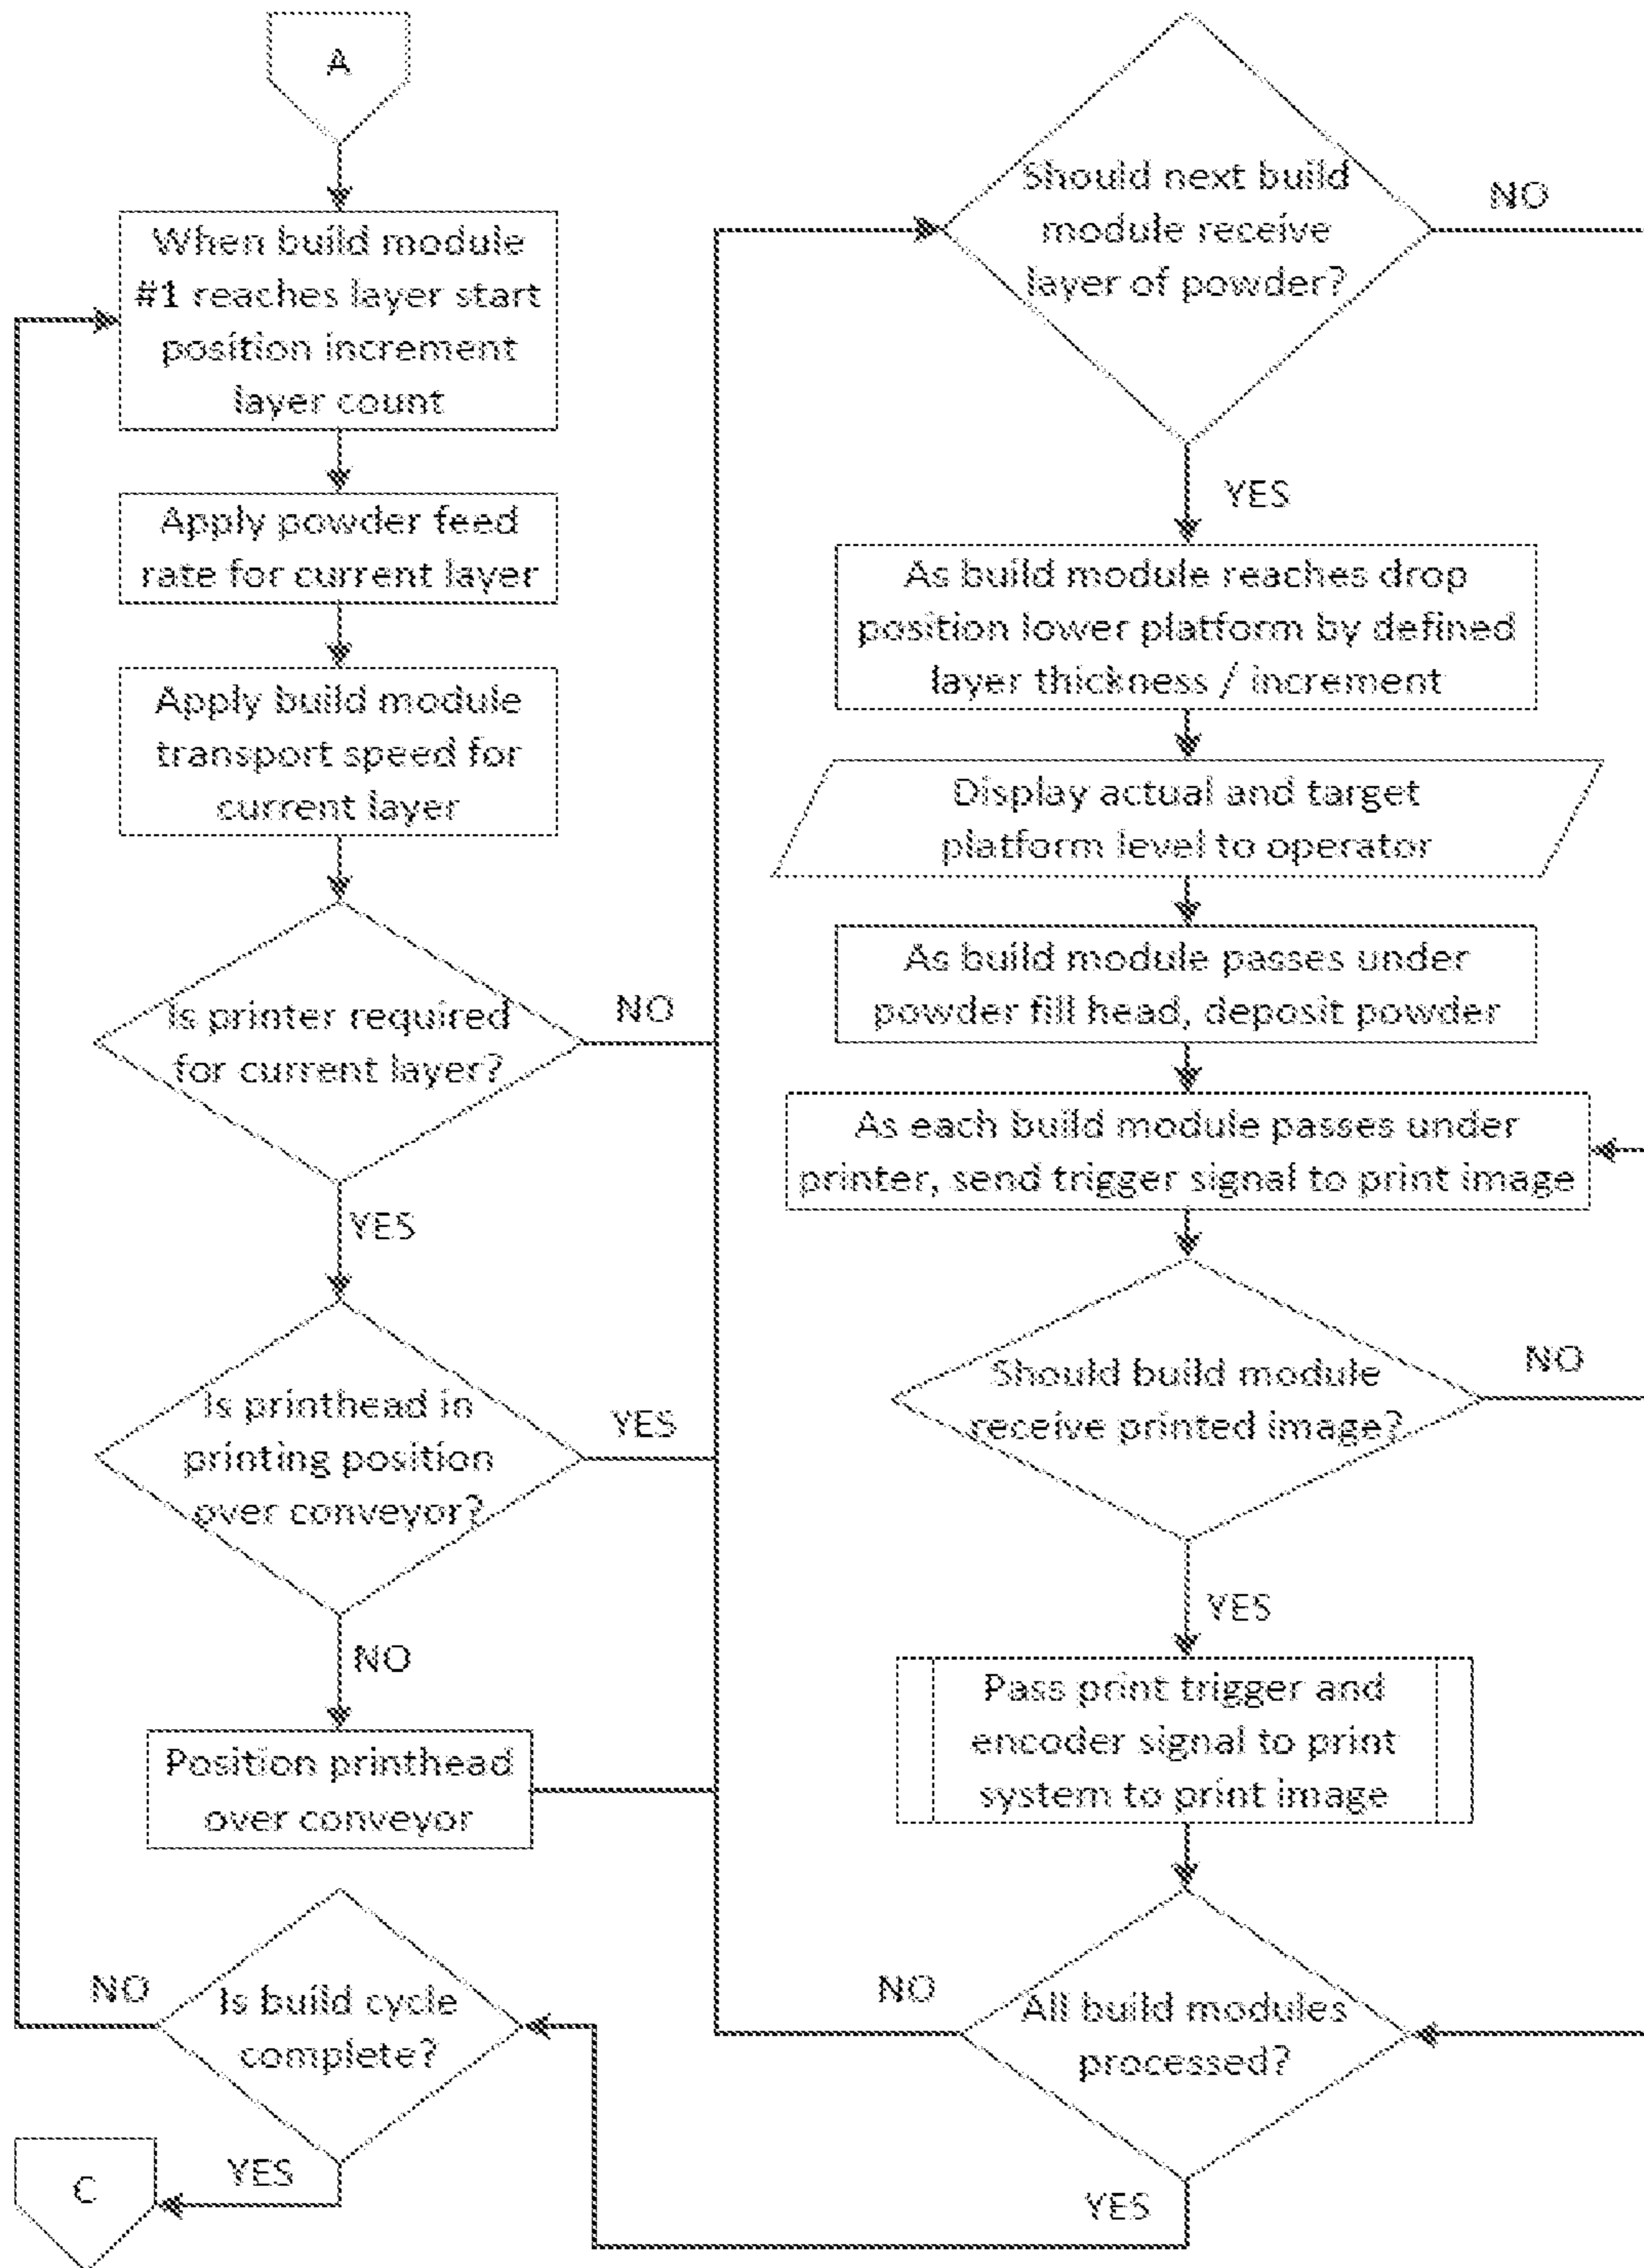 A
When build module
#1 reaches layer start
position increment
layer count
Apply powder feed
rate for current layer
Apply build module
transport speed for
current layer
Is printer required
for current layer?
NO
YES
Is printhead in
printing position
over conveyor?
YES
NO
Position printhead
over conveyor
Is build cycle
complete?
NO
YES
C
Should next build
module receive
layer of powder?
NO
YES
As build module reaches drop
position lower platform by defined
layer thickness / increment
Display actual and target
platform level to operator
As build module passes under
powder fill head, deposit powder
As each build module passes under
printer, send trigger signal to print image
Should build module
receive printed image?
NO
YES
Pass print trigger and
encoder signal to print
system to print image
All build modules
processed?
NO
YES